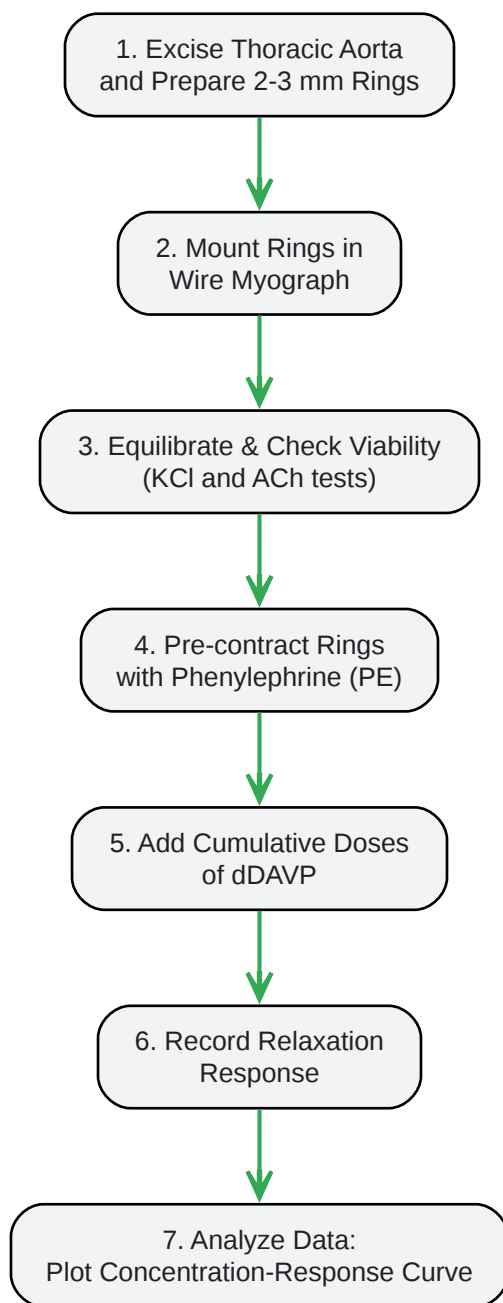 1. Excise Thoracic Aorta
and Prepare 2-3 mm Rings
2. Mount Rings in
Wire Myograph
3. Equilibrate & Check Viability
(KCl and ACh tests)
4. Pre-contract Rings
with Phenylephrine (PE)
5. Add Cumulative Doses
of dDAVP
6. Record Relaxation
Response
7. Analyze Data:
Plot Concentration-Response Curve